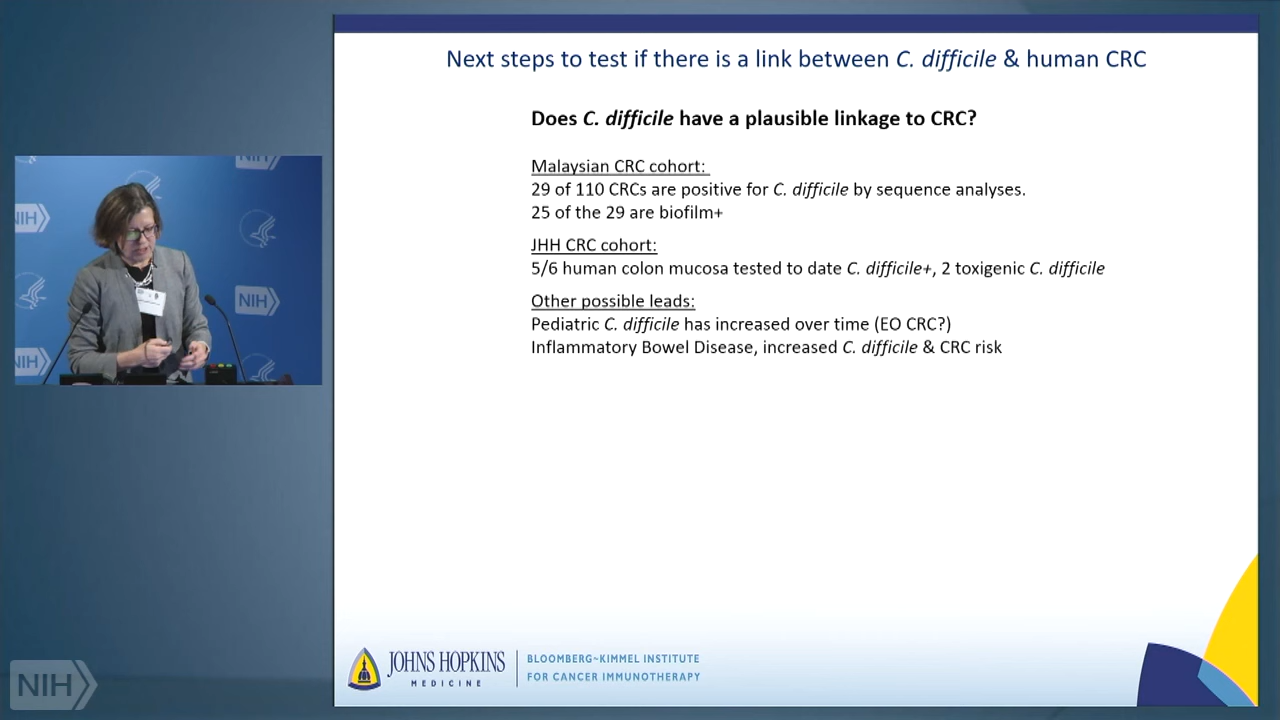 Next steps to test if there is a link between C. difficile & human CRC
Does C. difficile have a plausible linkage to CRC?
Malaysian CRC cohort:
29 of 110 CRCs are positive for C. difficile by sequence analyses.
25 of the 29 are biofilm+
JHH CRC cohort:
5/6 human colon mucosa tested to date C. difficile+, 2 toxigenic C. difficile
Other possible leads:
Pediatric C. difficile has increased over time (EO CRC?)
Inflammatory Bowel Disease, increased C. difficile & CRC risk
NIH
NIH
NIH
JOHNS HOPKINS
MEDICINE
BLOOMBERG~KIMMEL INSTITUTE
FOR CANCER IMMUNOTHERAPY
NIH